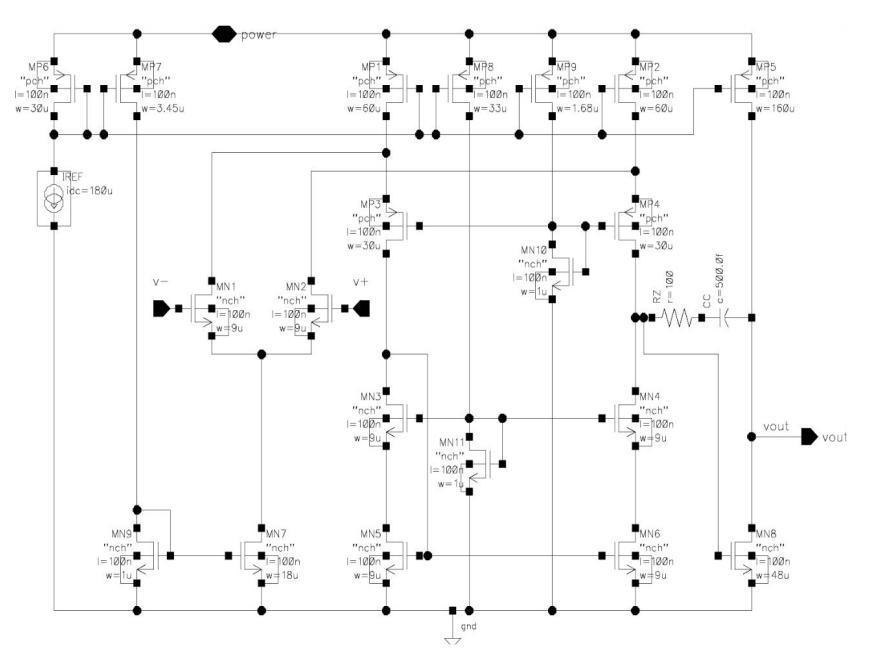 power
MP6
"pch"
l=100n
w=30u
MP7
"pch"
l=100n
w=3.45u
MP1
"pch"
l=100n
w=60u
MP8
"pch"
l=100n
w=33u
MP9
"pch"
l=100n
w=1.68u
MP2
"pch"
l=100n
w=60u
MP5
"pch"
l=100n
w=160u
IREF
idc=180u
MP3
"pch"
l=100n
w=30u
MP4
"pch"
l=100n
w=30u
MN10
"nch"
l=100n
w=1u
v-
MN1
"nch"
l=100n
w=9u
MN2
"nch"
l=100n
w=9u
v+
RZ
r=100
CC
c=500.0f
MN3
"nch"
l=100n
w=9u
MN4
"nch"
l=100n
w=9u
MN11
"nch"
l=100n
w=1u
vout
vout
MN9
"nch"
l=100n
w=1u
MN7
"nch"
l=100n
w=18u
MN5
"nch"
l=100n
w=9u
MN6
"nch"
l=100n
w=9u
MN8
"nch"
l=100n
w=48u
gnd